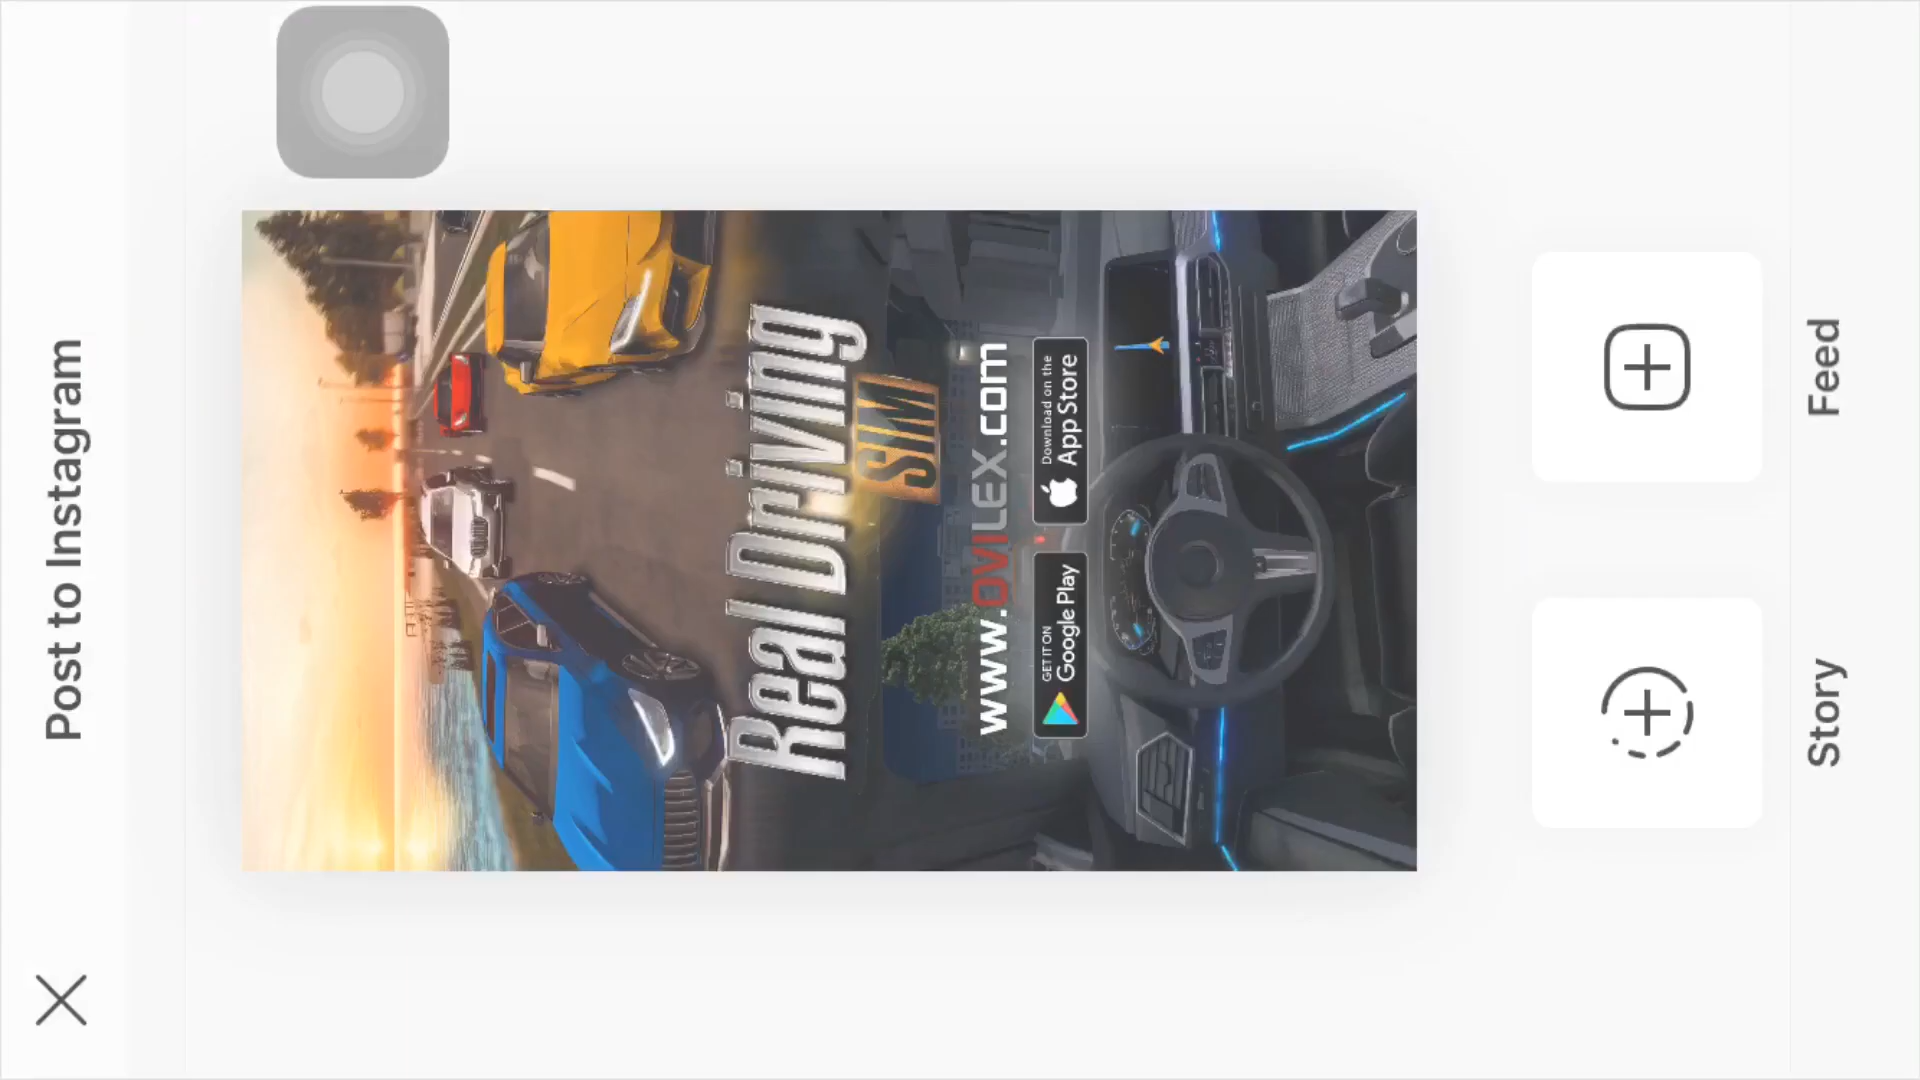 Post to Instagram
Real Driving
SIM
www.OVILEX.com
GET IT ON
Google Play
Download on the
App Store
Story
Feed